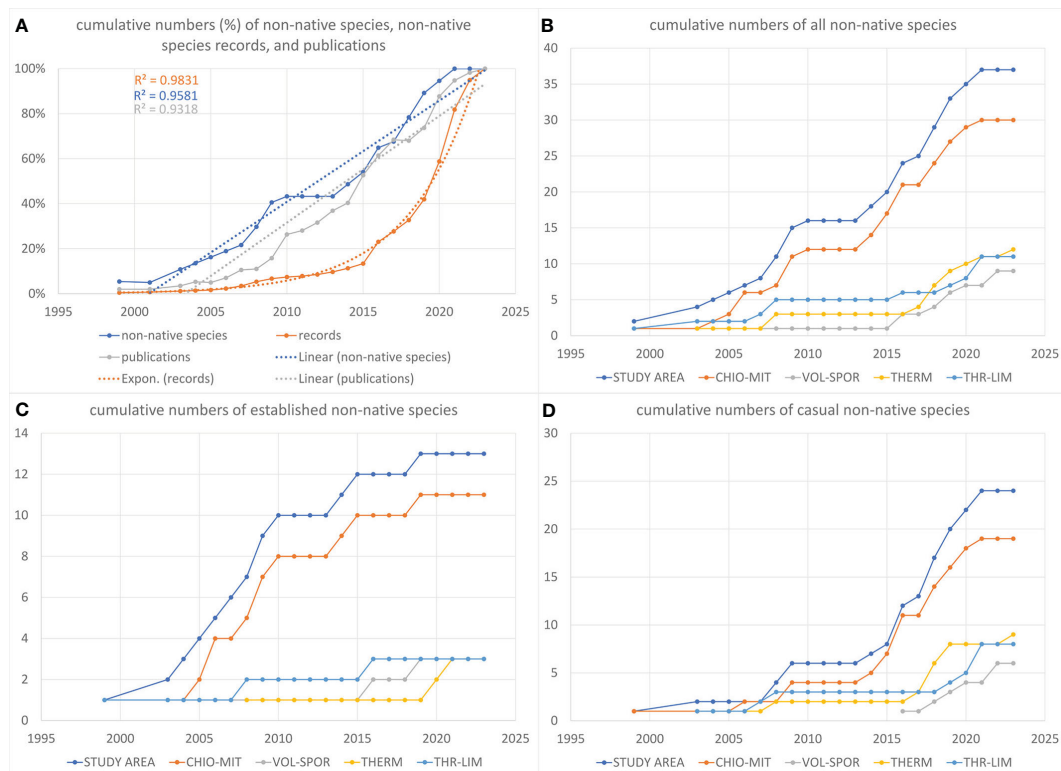 A
cumulative numbers (%) of non-native species, non-native
species records, and publications
R² = 0.9831
R² = 0.9581
R² = 0.9318
100%
80%
60%
40%
20%
0%
1995 2000 2005 2010 2015 2020 2025
non-native species records
publications Linear (non-native species)
Expon. (records) Linear (publications)
B
cumulative numbers of all non-native species
40
35
30
25
20
15
10
5
0
1995 2000 2005 2010 2015 2020 2025
STUDY AREA CHIO-MIT VOL-SPOR THERM THR-LIM
C
cumulative numbers of established non-native species
14
12
10
8
6
4
2
0
1995 2000 2005 2010 2015 2020 2025
STUDY AREA CHIO-MIT VOL-SPOR THERM THR-LIM
D
cumulative numbers of casual non-native species
30
25
20
15
10
5
0
1995 2000 2005 2010 2015 2020 2025
STUDY AREA CHIO-MIT VOL-SPOR THERM THR-LIM